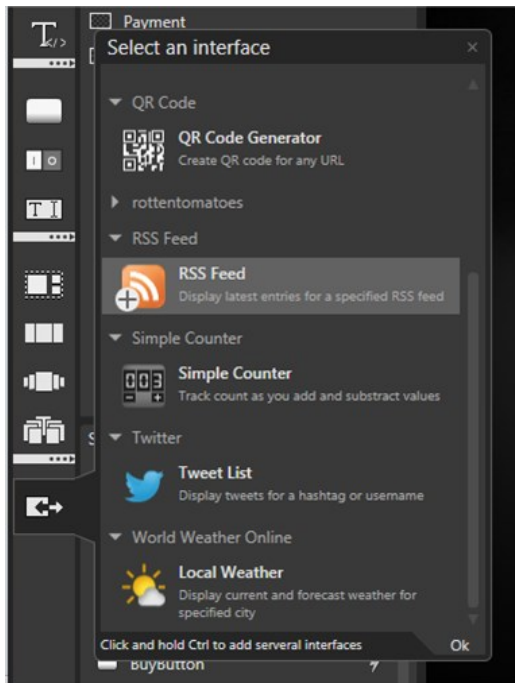 Payment
Select an interface
QR Code
QR Code Generator
Create QR code for any URL
rottentomatoes
RSS Feed
RSS Feed
Display latest entries for a specified RSS feed
Simple Counter
003
Simple Counter
Track count as you add and substract values
Twitter
Tweet List
Display tweets for a hashtag or username
World Weather Online
Local Weather
Display current and forecast weather for
specified city
Click and hold Ctrl to add serveral interfaces
Ok
BuyButton